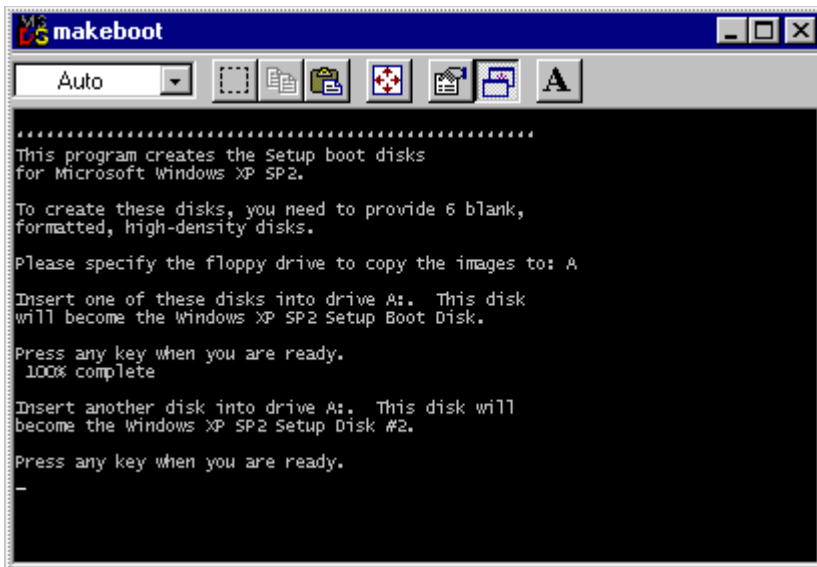 makeboot
Auto
A
This program creates the Setup boot disks
for Microsoft Windows XP SP2.
To create these disks, you need to provide 6 blank,
formatted, high-density disks.
Please specify the floppy drive to copy the images to: A
Insert one of these disks into drive A:.  This disk
will become the Windows XP SP2 Setup Boot Disk.
Press any key when you are ready.
100% complete
Insert another disk into drive A:.  This disk will
become the Windows XP SP2 Setup Disk #2.
Press any key when you are ready.
_